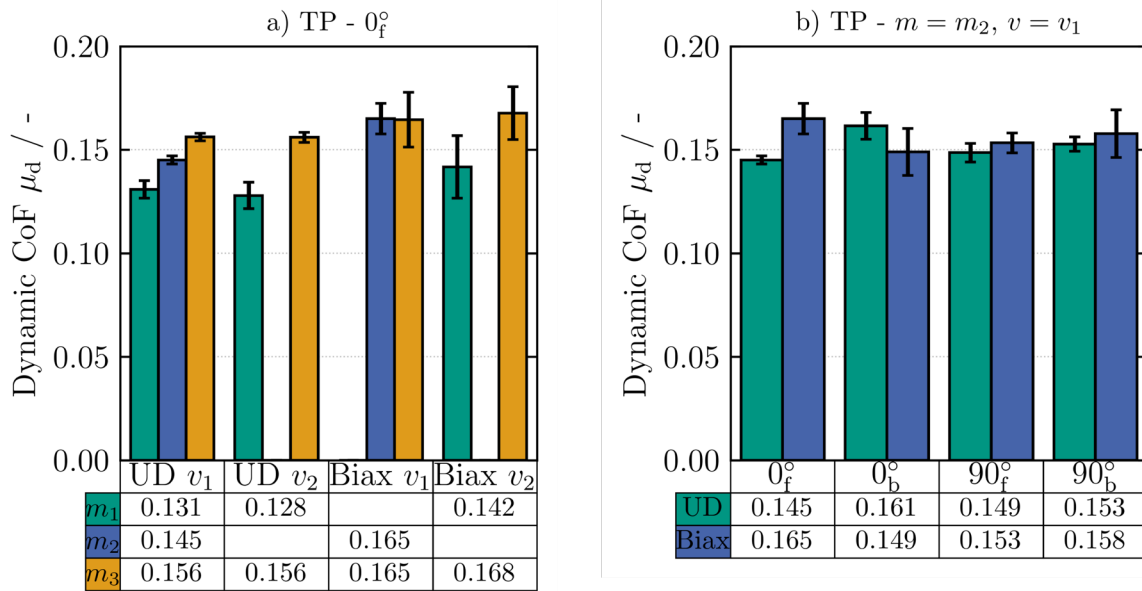 a) TP - 0°f
Dynamic CoF μd / -
0.20
0.15
0.10
0.05
0.00
UD v1 UD v2 Biax v1 Biax v2
m1 0.131 0.128 0.142
m2 0.145 0.165
m3 0.156 0.156 0.165 0.168
b) TP - m = m2, v = v1
Dynamic CoF μd / -
0.20
0.15
0.10
0.05
0.00
0°f 0°b 90°f 90°b
UD 0.145 0.161 0.149 0.153
Biax 0.165 0.149 0.153 0.158